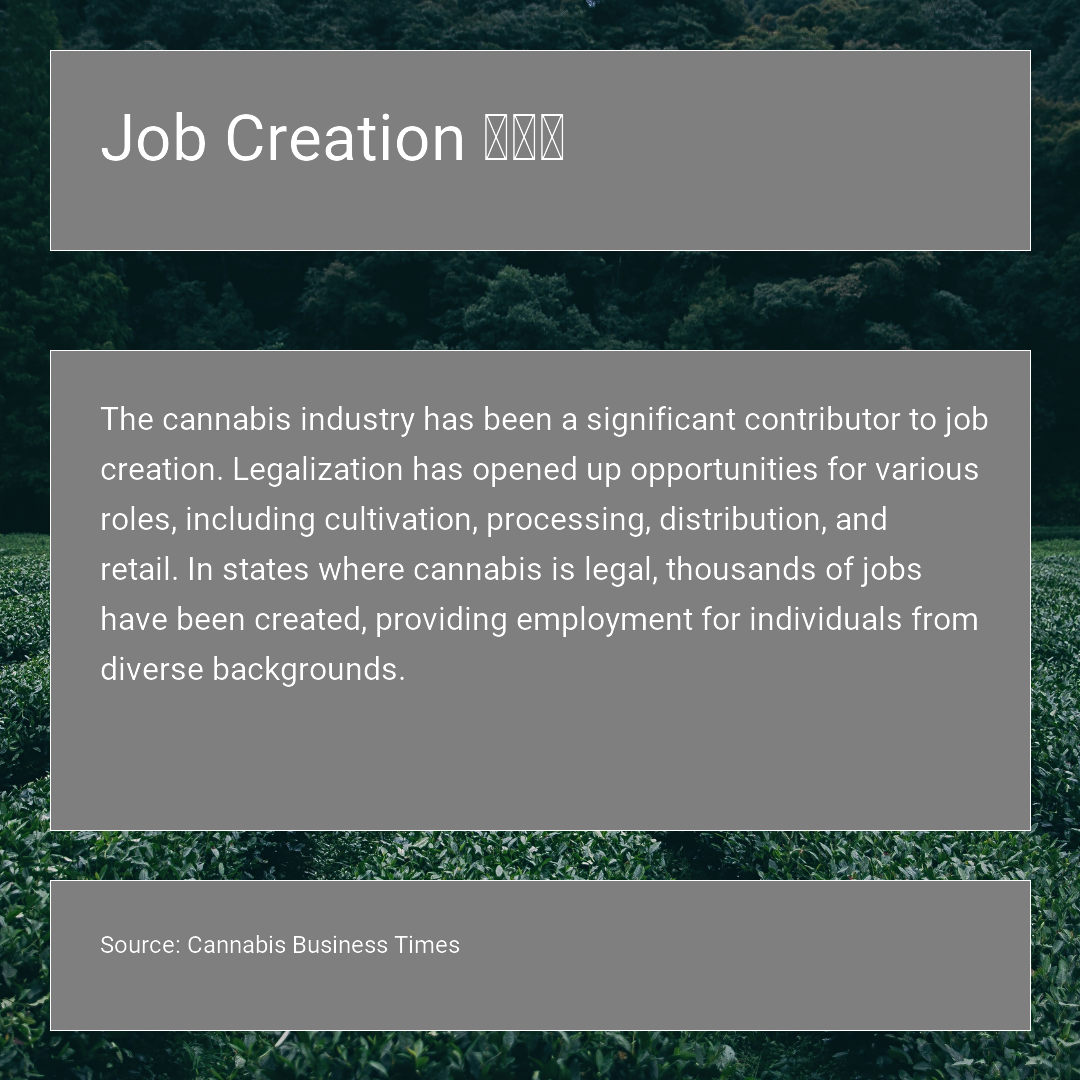 Job Creation
The cannabis industry has been a significant contributor to job
creation. Legalization has opened up opportunities for various
roles, including cultivation, processing, distribution, and
retail. In states where cannabis is legal, thousands of jobs
have been created, providing employment for individuals from
diverse backgrounds.
Source: Cannabis Business Times